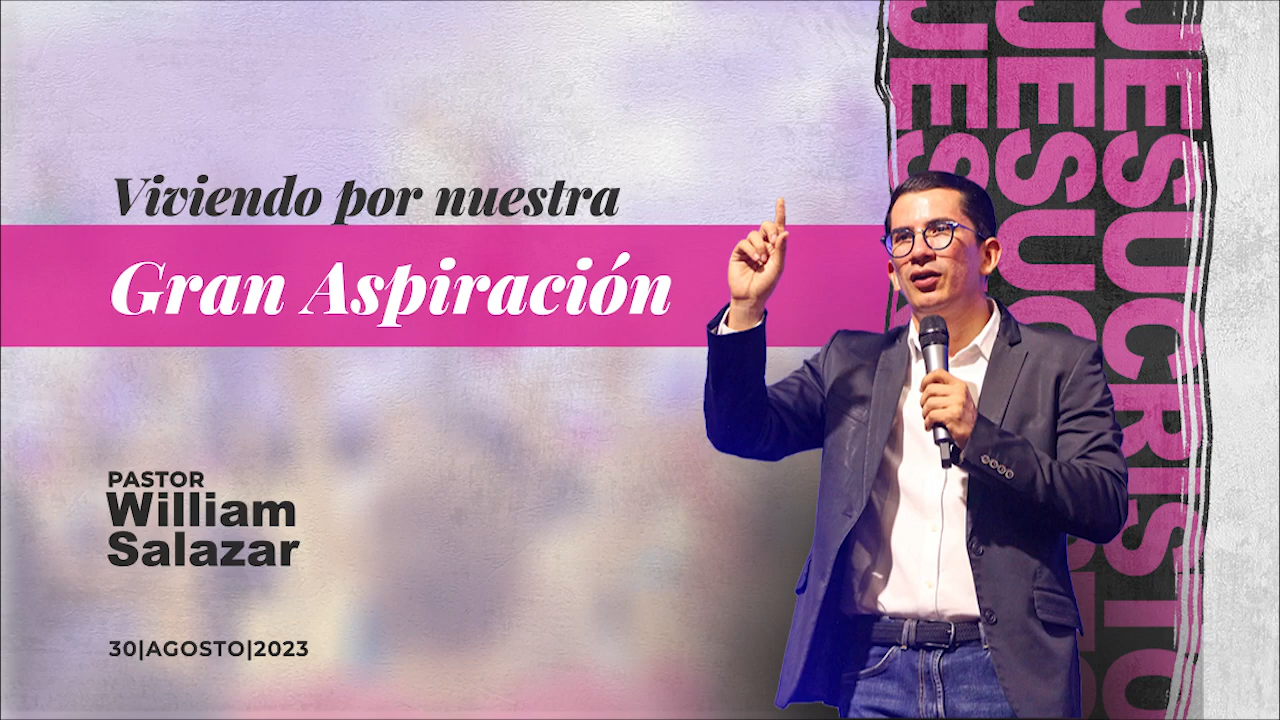 Viviendo por nuestra
Gran Aspiración
PASTOR
William
Salazar
30|AGOSTO|2023
JESUCRISTO